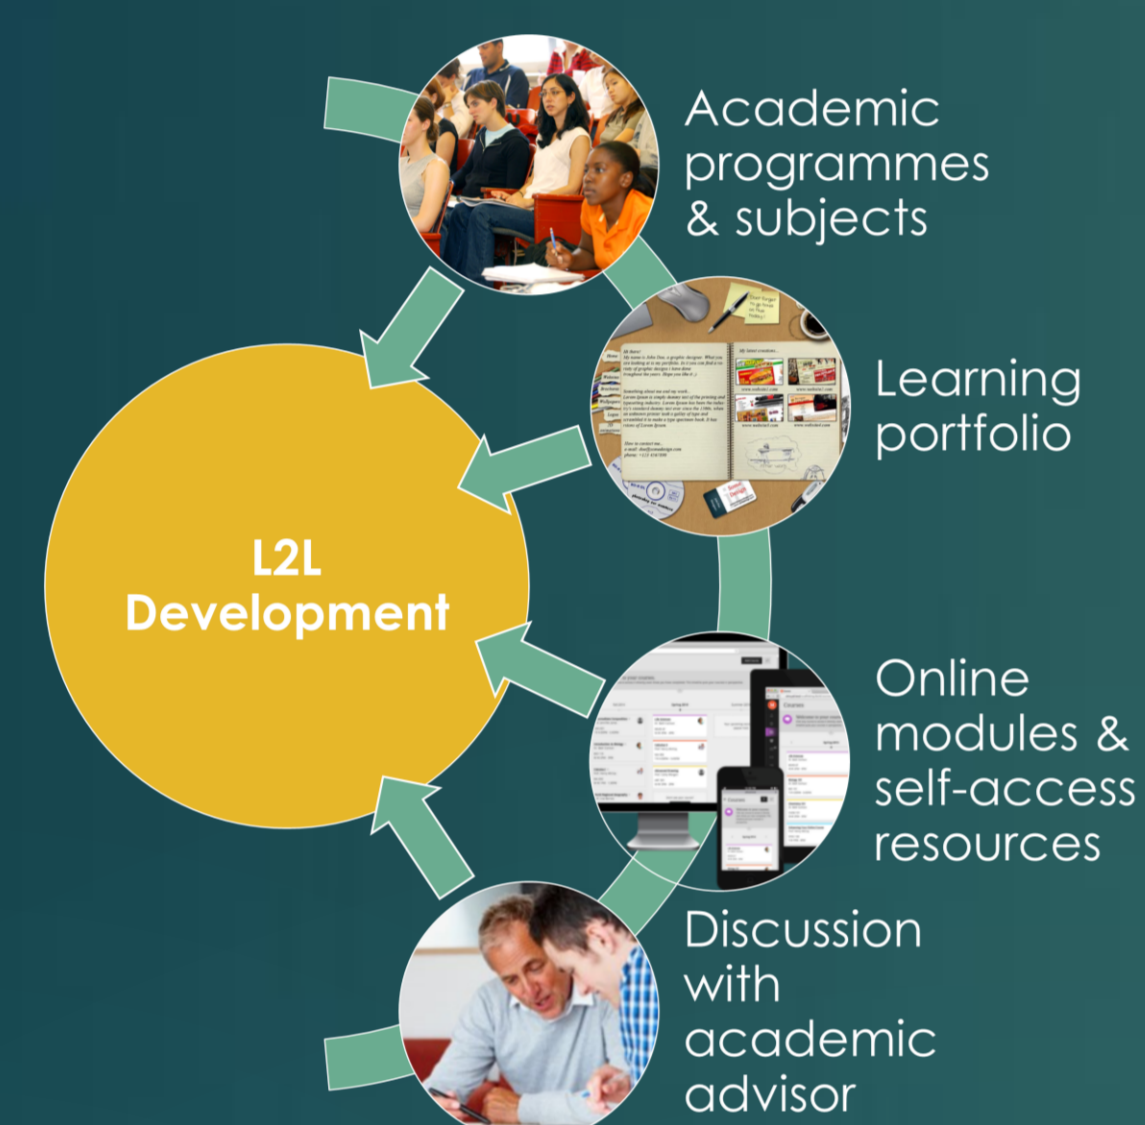 Academic
programmes
& subjects
Learning
portfolio
L2L
Development
Online
modules &
self-access
resources
Discussion
with
academic
advisor